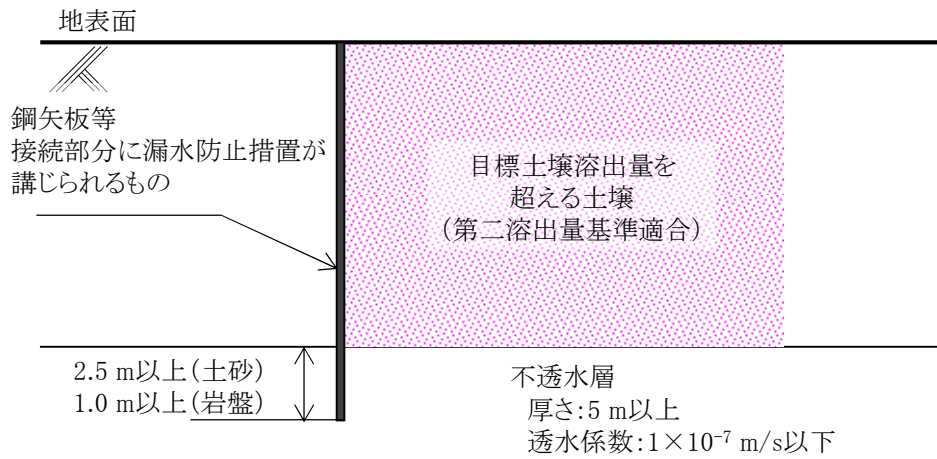 地表面
鋼矢板等
接続部分に漏水防止措置が
講じられるもの
目標土壌溶出量を
超える土壌
(第二溶出量基準適合)
2.5 m以上(土砂)
1.0 m以上(岩盤)
不透水層
厚さ:5 m以上
透水係数:1×10⁻⁷ m/s以下